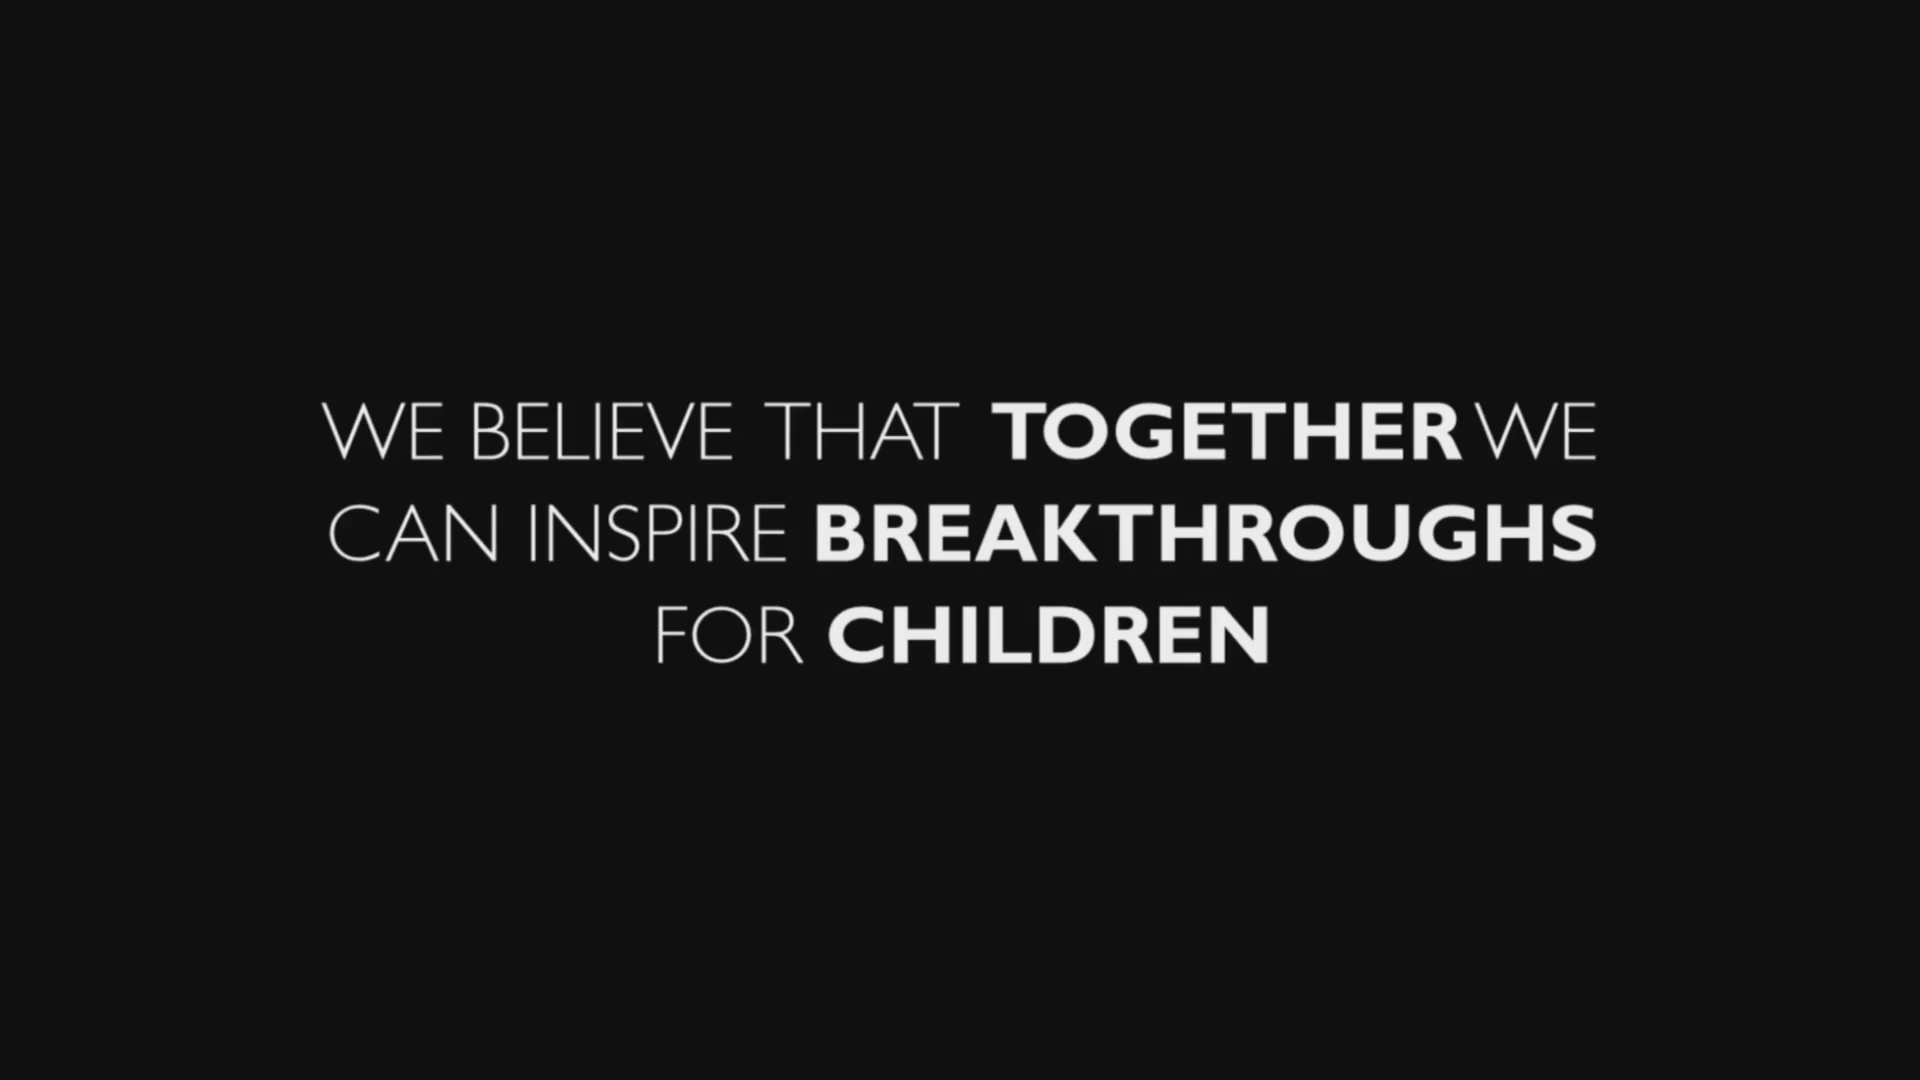 WE BELIEVE THAT TOGETHER WE
CAN INSPIRE BREAKTHROUGHS
FOR CHILDREN